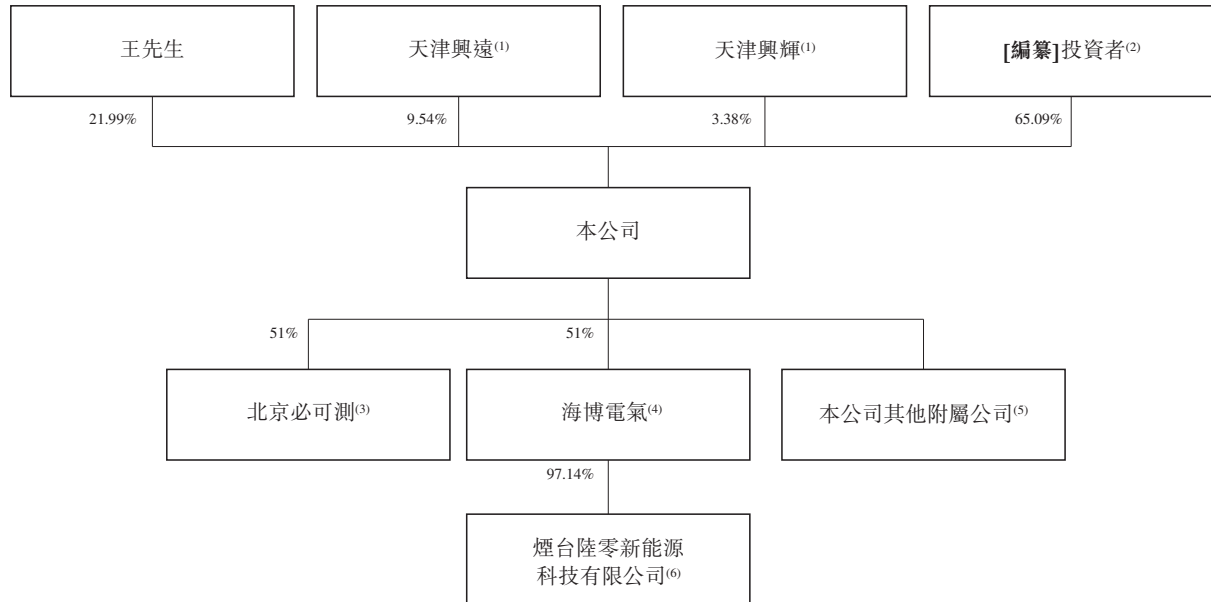 王先生
天津興遠(1)
天津興輝(1)
[編纂]投資者(2)
21.99%
9.54%
3.38%
65.09%
本公司
51%
51%
北京必可測(3)
海博電氣(4)
本公司其他附屬公司(5)
97.14%
煙台陸零新能源
科技有限公司(6)